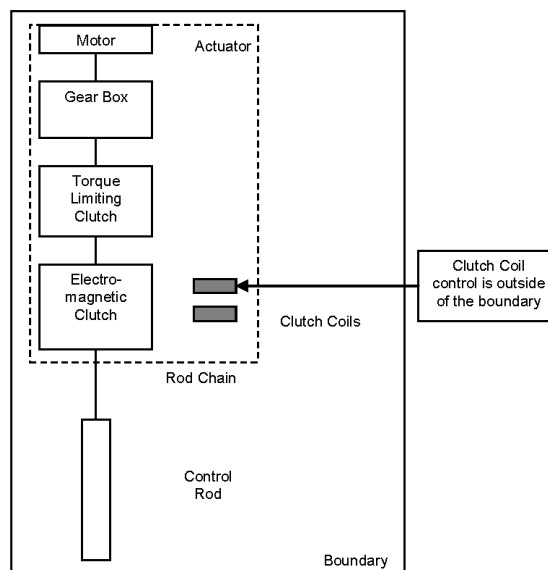 Motor
Actuator
Gear Box
Torque
Limiting
Clutch
Electro-
magnetic
Clutch
Clutch Coil
control is outside
of the boundary
Clutch Coils
Rod Chain
Control
Rod
Boundary